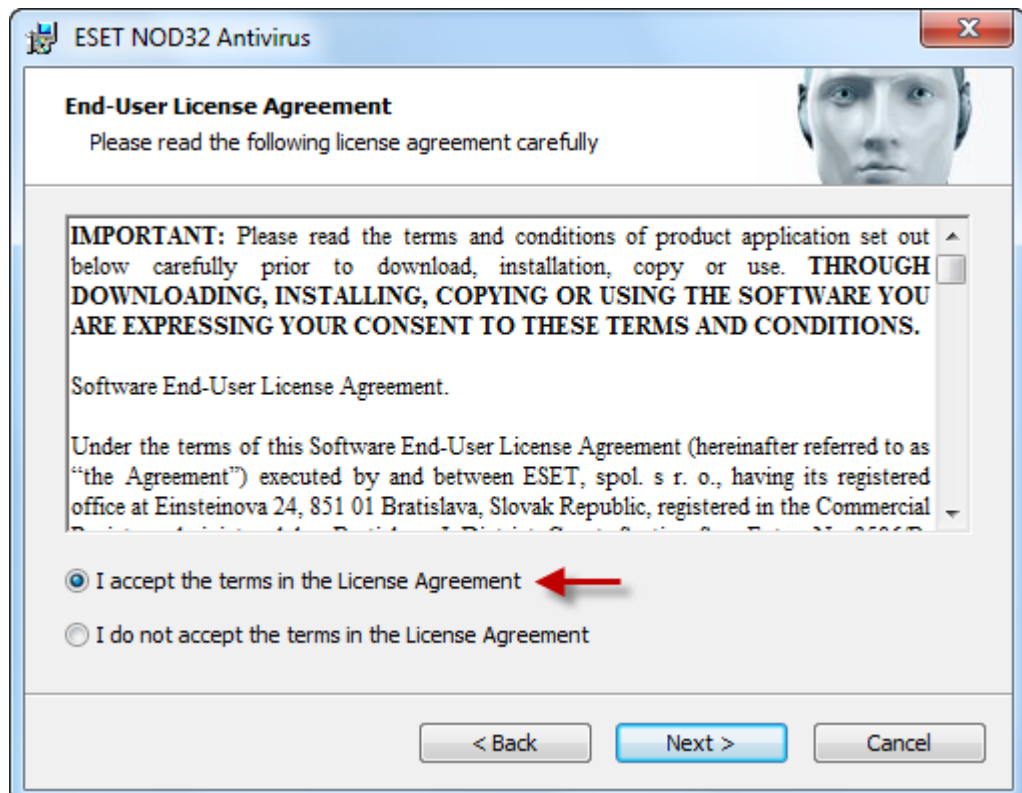 ESET NOD32 Antivirus
End-User License Agreement
Please read the following license agreement carefully
IMPORTANT: Please read the terms and conditions of product application set out
below carefully prior to download, installation, copy or use. THROUGH
DOWNLOADING, INSTALLING, COPYING OR USING THE SOFTWARE YOU
ARE EXPRESSING YOUR CONSENT TO THESE TERMS AND CONDITIONS.
Software End-User License Agreement.
Under the terms of this Software End-User License Agreement (hereinafter referred to as
“the Agreement”) executed by and between ESET, spol. s r. o., having its registered
office at Einsteinova 24, 851 01 Bratislava, Slovak Republic, registered in the Commercial
I accept the terms in the License Agreement
I do not accept the terms in the License Agreement
< Back
Next >
Cancel